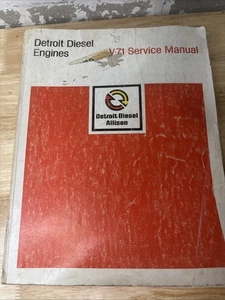 Detroit Diesel
Engines
V-71 Service Manual
Detroit Diesel
Allison